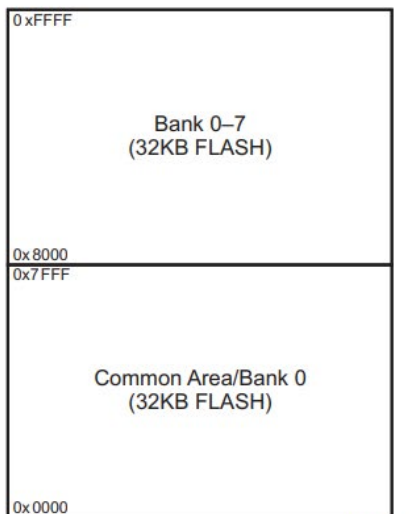 0xFFFF
Bank 0–7
(32KB FLASH)
0x8000
0x7FFF
Common Area/Bank 0
(32KB FLASH)
0x0000